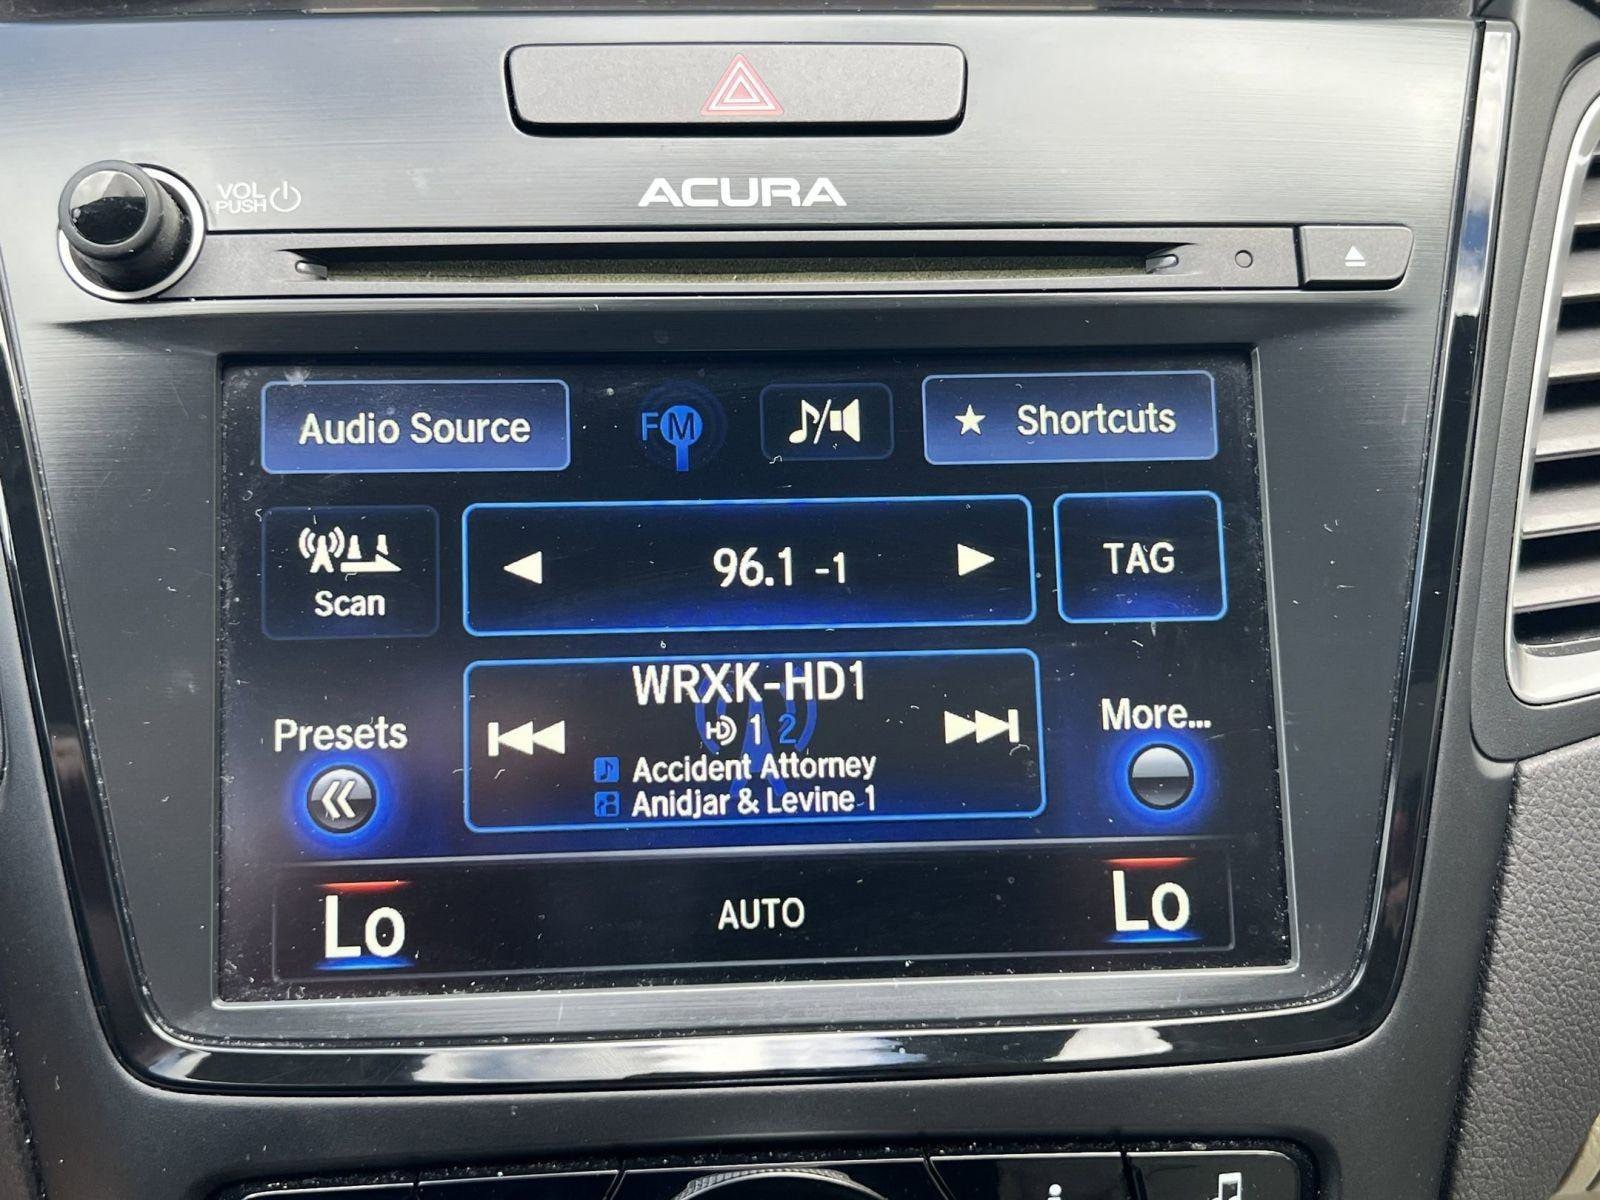 VOL
PUSH
ACURA
Audio Source
FM
Shortcuts
Scan
96.1 -1
TAG
WRXK-HD1
HD 1 2
Presets
More...
Accident Attorney
Anidjar & Levine 1
Lo
AUTO
Lo